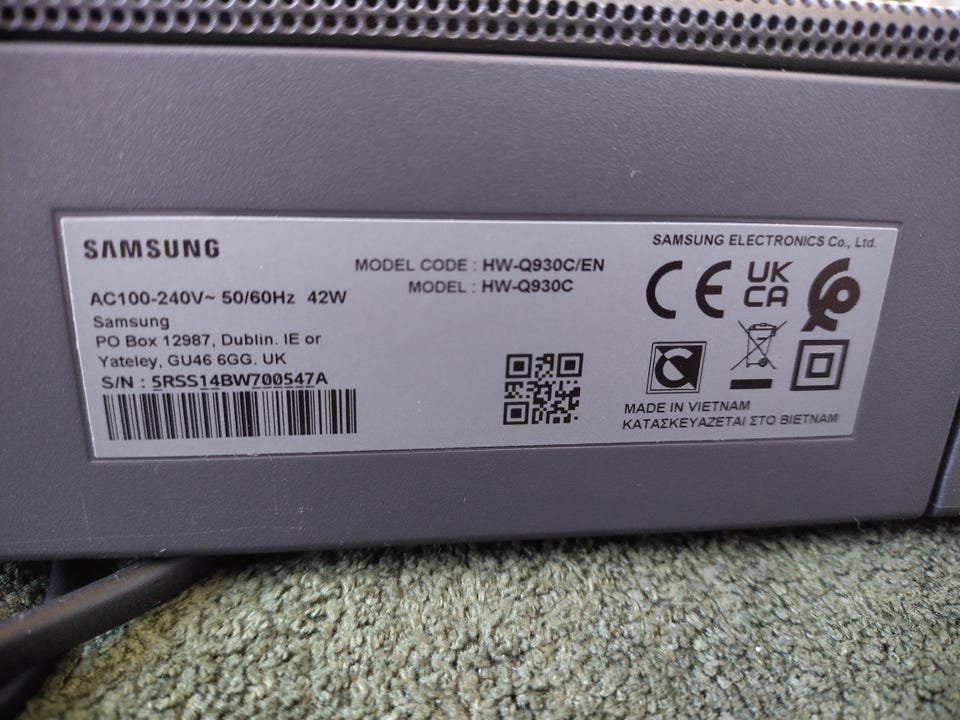 SAMSUNG
AC100-240V~ 50/60Hz 42W
Samsung
PO Box 12987, Dublin. IE or
Yateley, GU46 6GG. UK
S/N : 5RSS14BW700547A
MODEL CODE : HW-Q930C/EN
MODEL : HW-Q930C
SAMSUNG ELECTRONICS Co., Ltd.
CE
UK
CA
MADE IN VIETNAM
ΚΑΤΑΣΚΕΥΑΖΕΤΑΙ ΣΤΟ ΒΙΕΤΝΑΜ